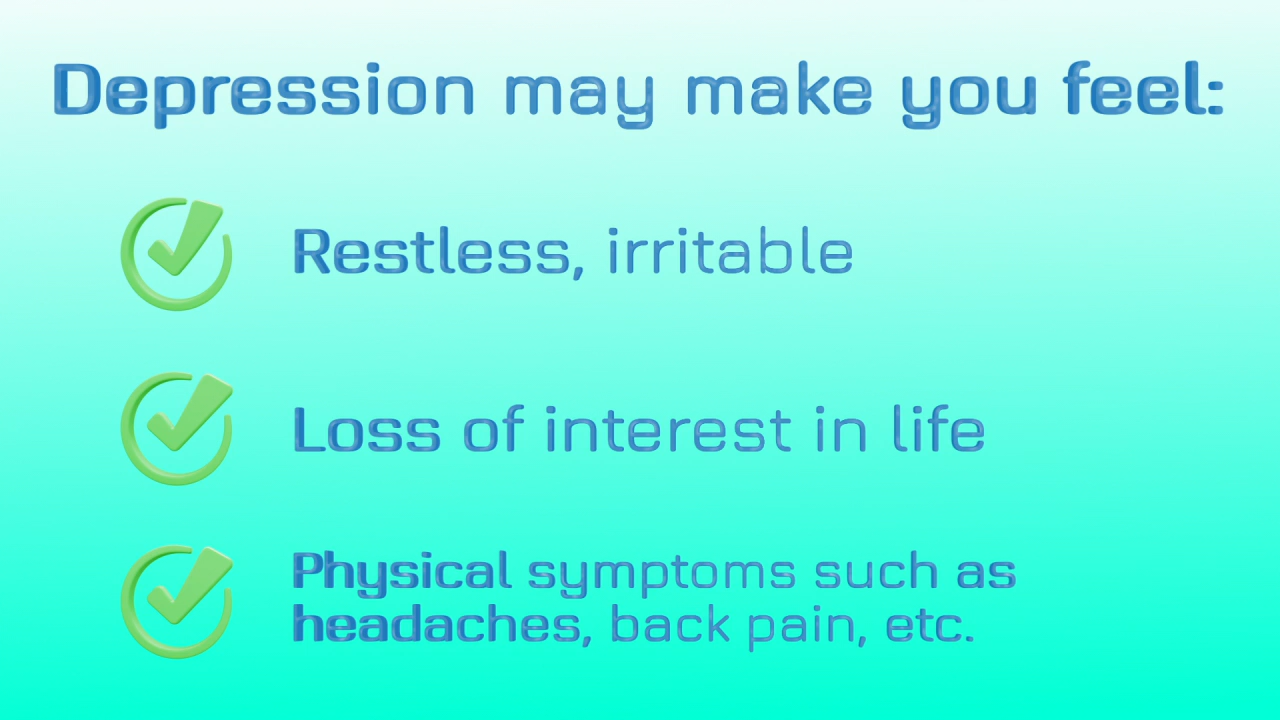 Depression may make you feel:
Restless, irritable
Loss of interest in life
Physical symptoms such as
headaches, back pain, etc.